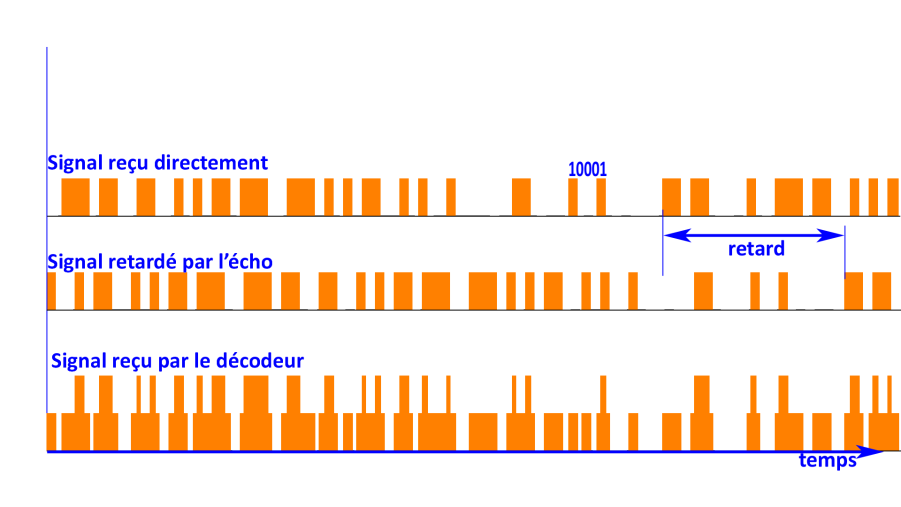 Signal reçu directement
10001
retard
Signal retardé par l'écho
Signal reçu par le décodeur
temps